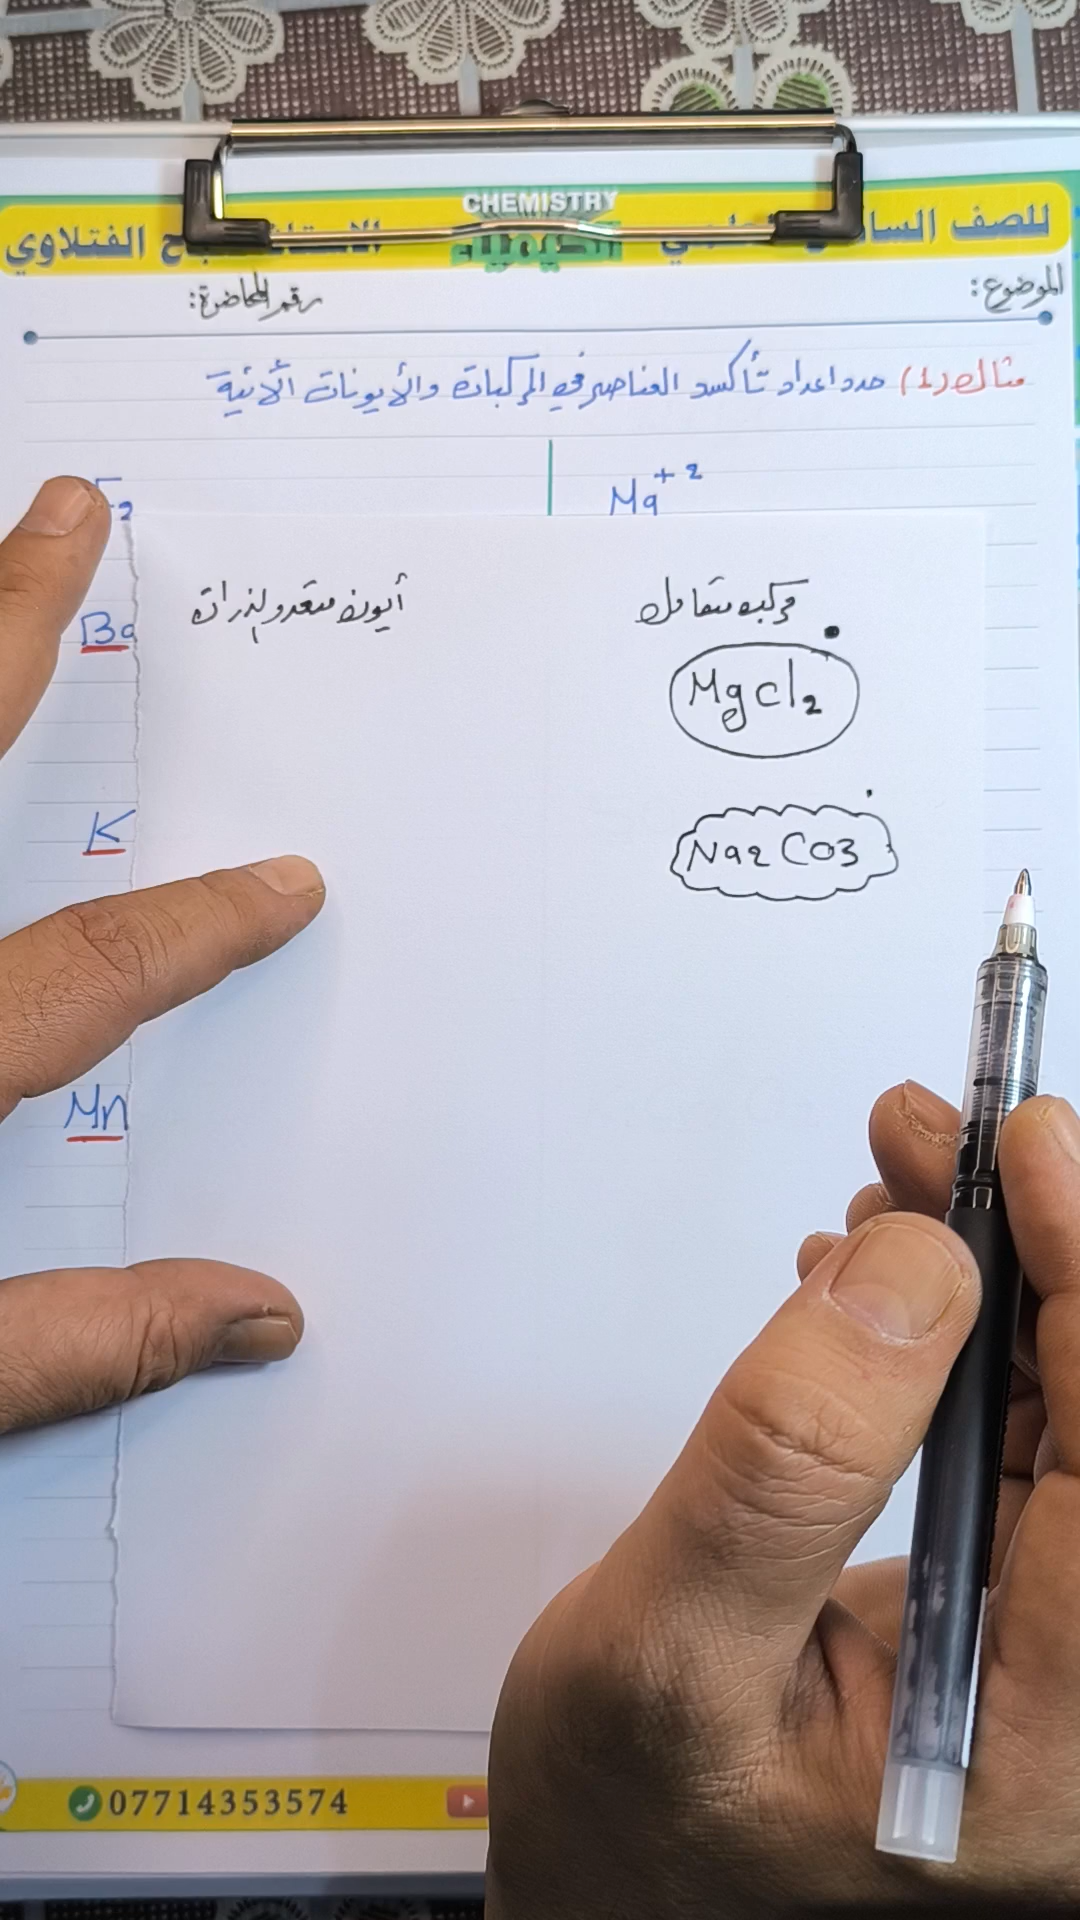 CHEMISTRY
للصف السا
الفتلاوي
الموضوع:
رقم المحاضرة:
مثال (1) حدد اعداد تأكسد العناصر في المركبات والأيونات الآتية
Mg+2
2
مركب متعادل
أيون متعدد الذرات
Ba
MgCl2
K
Na2CO3
Mn
07714353574